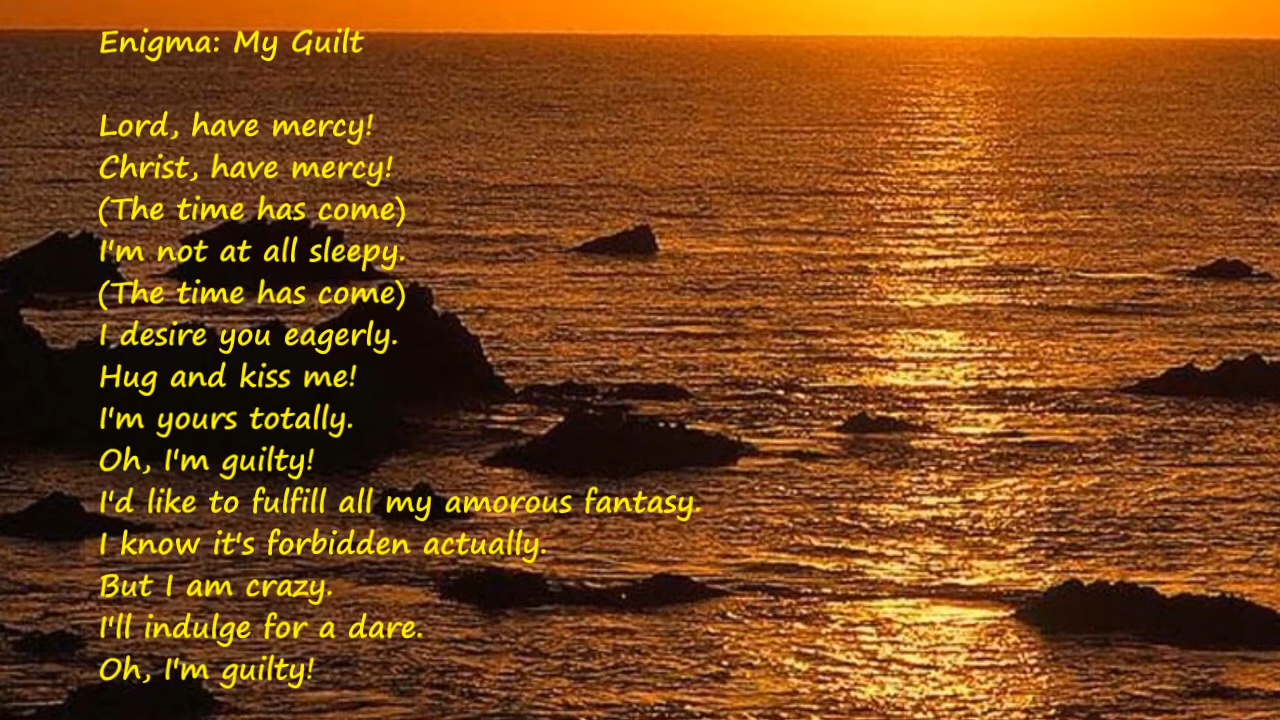 Enigma: My Guilt
Lord, have mercy!
Christ, have mercy!
(The time has come)
I'm not at all sleepy.
(The time has come)
I desire you eagerly.
Hug and kiss me!
I'm yours totally.
Oh, I'm guilty!
I'd like to fulfill all my amorous fantasy.
I know it's forbidden actually.
But I am crazy.
I'll indulge for a dare.
Oh, I'm guilty!